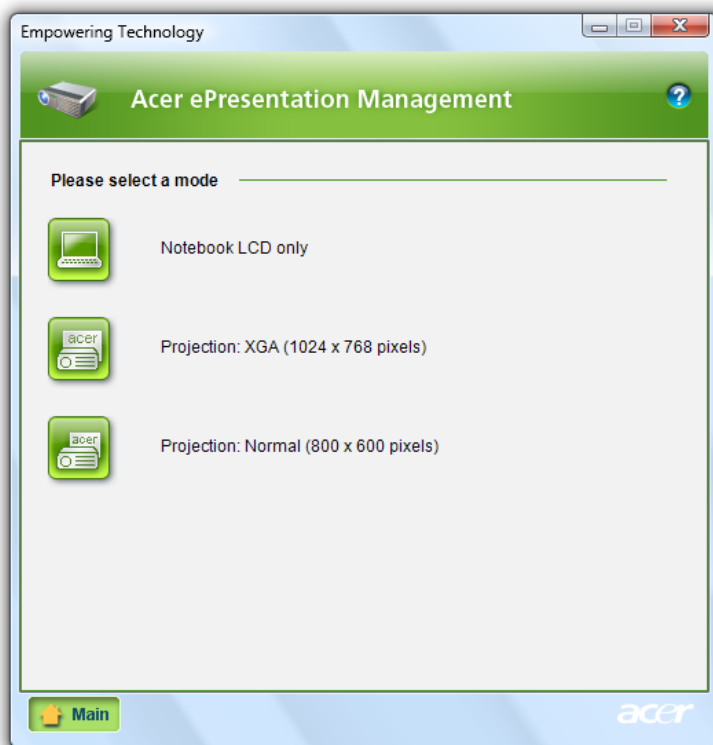 Empowering Technology
Acer ePresentation Management
?
Please select a mode
Notebook LCD only
acer
Projection: XGA (1024 x 768 pixels)
acer
Projection: Normal (800 x 600 pixels)
Main
acer